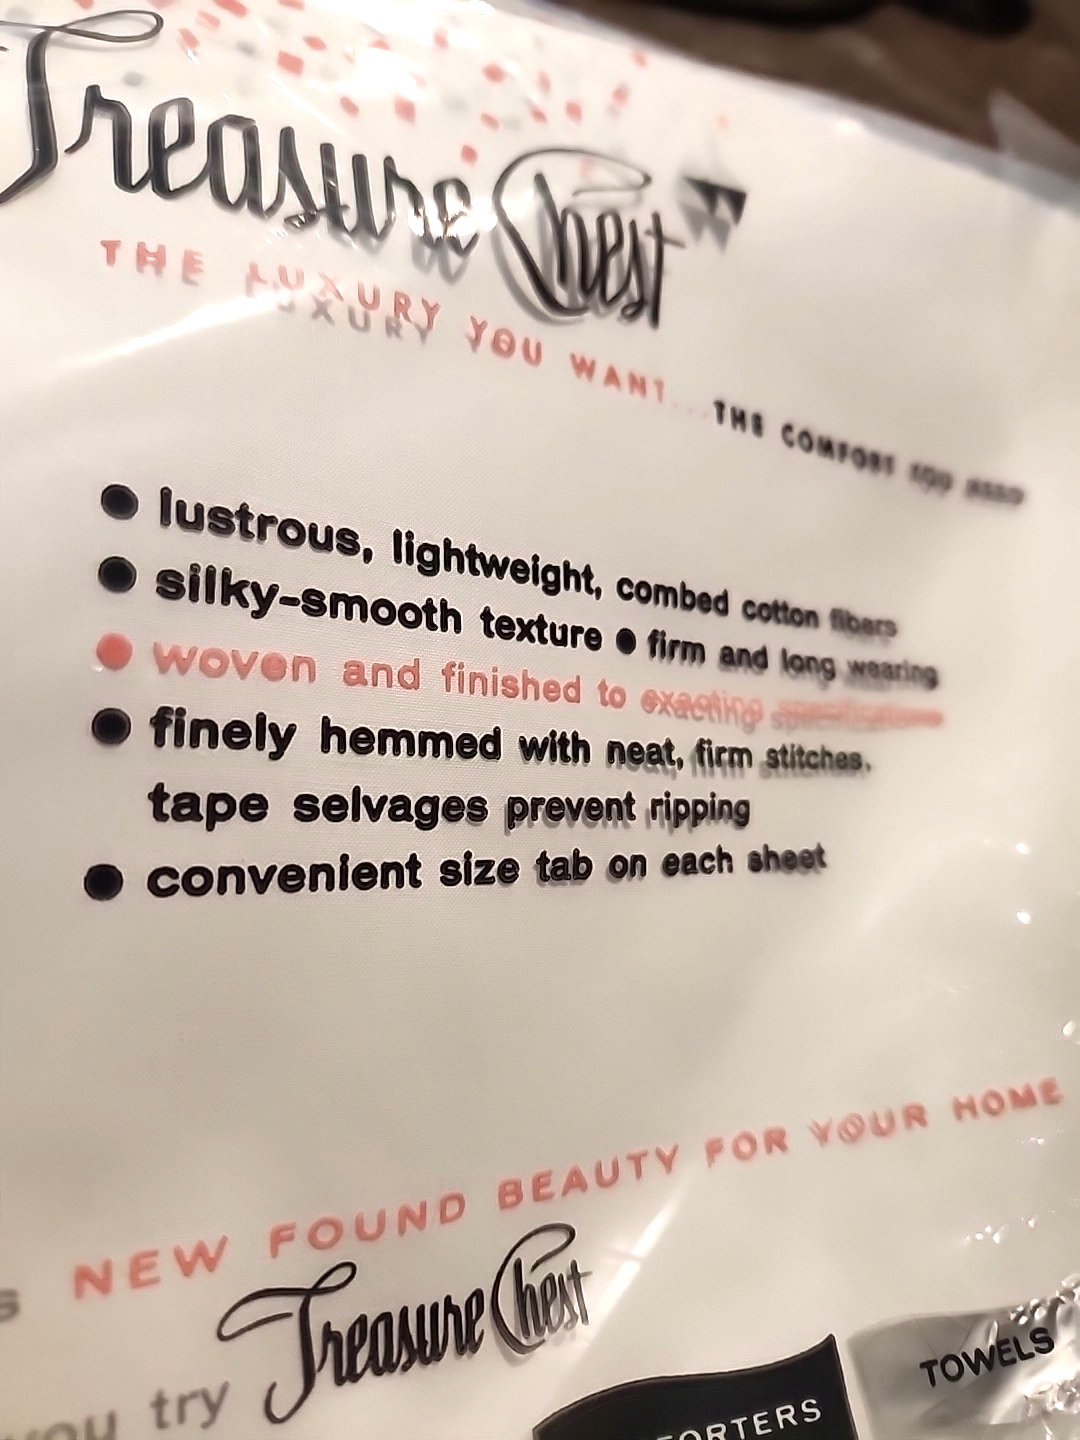 Treasure Chest
THE LUXURY YOU WANT...THE COMFORT YOU NEED
● lustrous, lightweight, combed cotton fibers
● silky-smooth texture ● firm and long wearing
● woven and finished to exacting specifications
● finely hemmed with neat, firm stitches.
tape selvages prevent ripping
● convenient size tab on each sheet
NEW FOUND BEAUTY FOR YOUR HOME
you try Treasure Chest
TOWELS